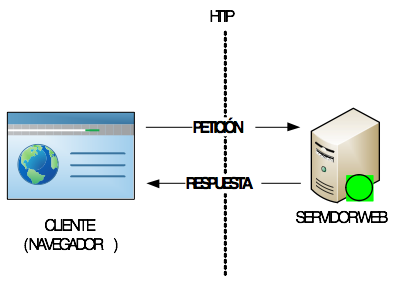 HTTP
PETICIÓN
RESPUESTA
CLIENTE
(NAVEGADOR )
SERVIDOR WEB